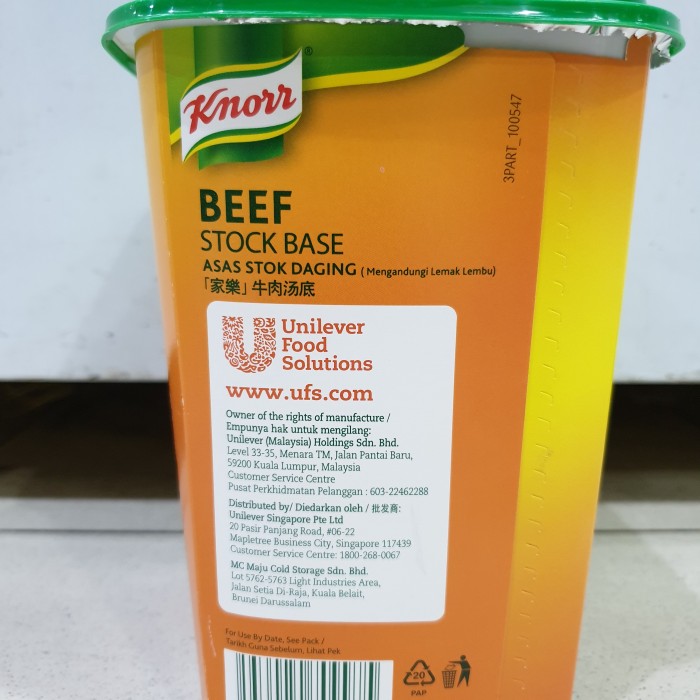 Knorr
®
3PART_100547
BEEF
STOCK BASE
ASAS STOK DAGING (Mengandungi Lemak Lembu)
「家樂」牛肉汤底
Unilever
Food
Solutions
www.ufs.com
Owner of the rights of manufacture /
Empunya hak untuk mengilang:
Unilever (Malaysia) Holdings Sdn. Bhd.
Level 33-35, Menara TM, Jalan Pantai Baru,
59200 Kuala Lumpur, Malaysia
Customer Service Centre
Pusat Perkhidmatan Pelanggan : 603-22462288
Distributed by/ Diedarkan oleh / 批发商:
Unilever Singapore Pte Ltd
20 Pasir Panjang Road, #06-22
Mapletree Business City, Singapore 117439
Customer Service Centre: 1800-268-0067
MC Maju Cold Storage Sdn. Bhd.
Lot 5762-5763 Light Industries Area,
Jalan Setia Di-Raja, Kuala Belait,
Brunei Darussalam
For Use By Date, See Pack /
Tarikh Guna Sebelum, Lihat Pek
20
PAP